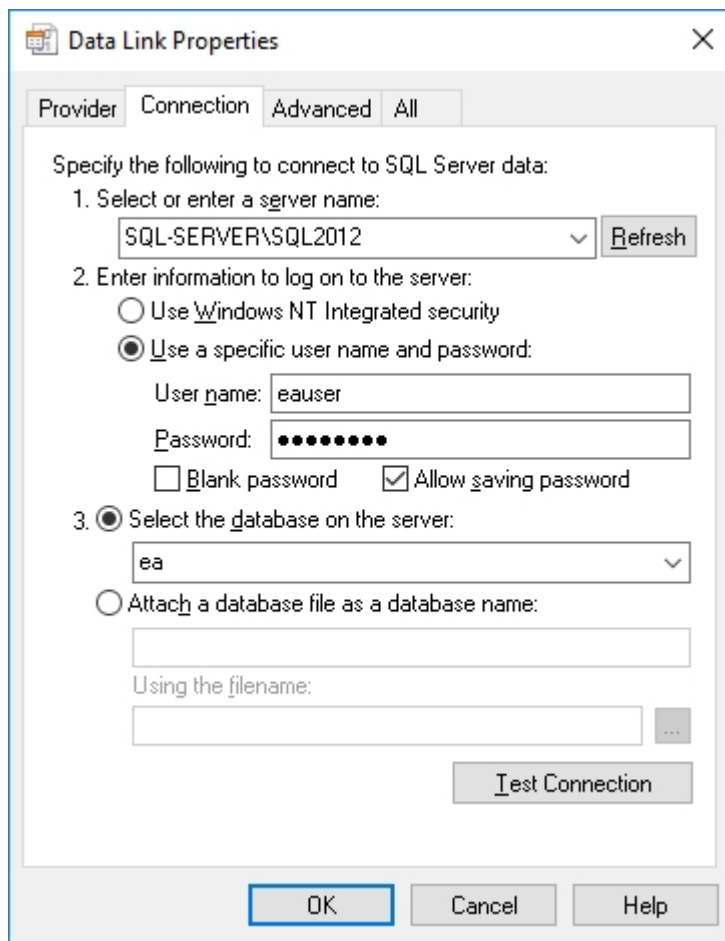 Data Link Properties
Provider Connection Advanced All
Specify the following to connect to SQL Server data:
1. Select or enter a server name:
SQL-SERVER\SQL2012 Refresh
2. Enter information to log on to the server:
Use Windows NT Integrated security
Use a specific user name and password:
User name: eauser
Password: ●●●●●●●●
Blank password Allow saving password
3. Select the database on the server:
ea
Attach a database file as a database name:
Using the filename:
...
Test Connection
OK Cancel Help